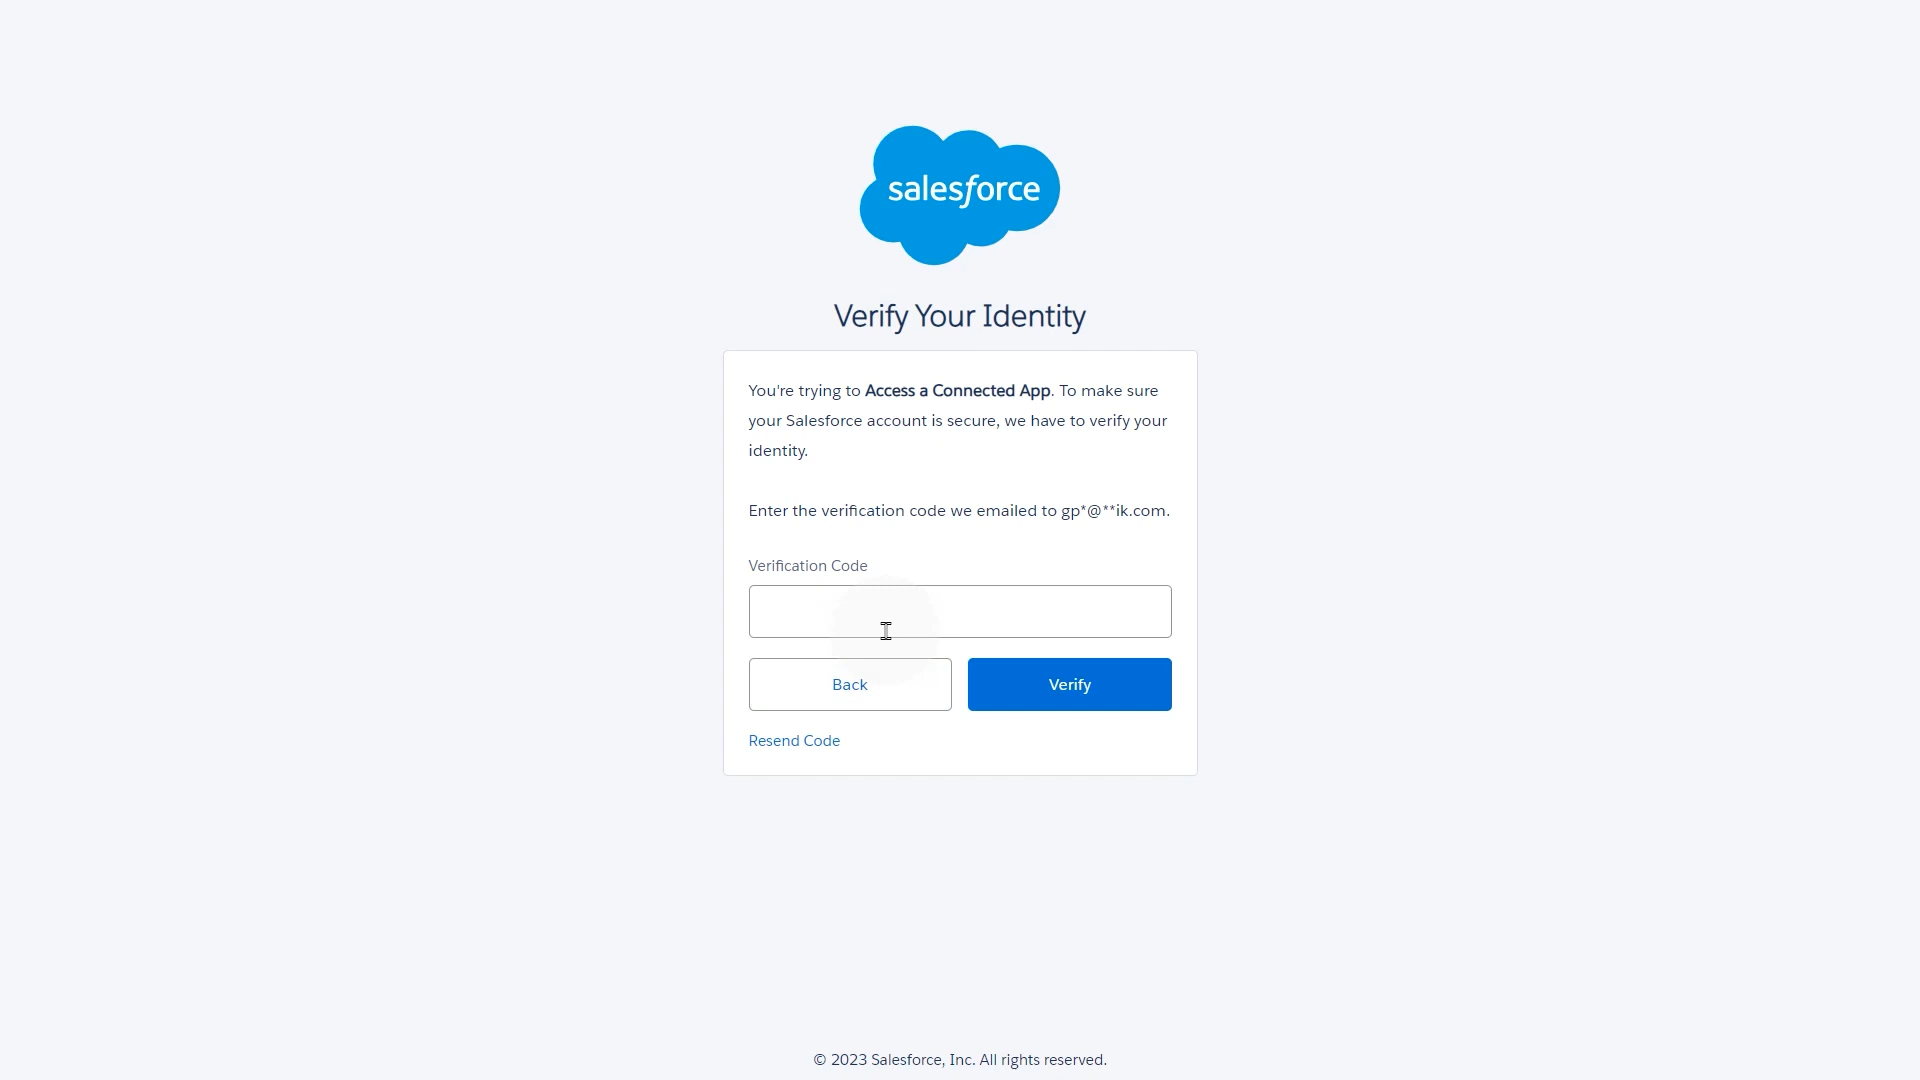 salesforce
Verify Your Identity
You're trying to Access a Connected App. To make sure
your Salesforce account is secure, we have to verify your
identity.
Enter the verification code we emailed to gp*@**ik.com.
Verification Code
Back
Verify
Resend Code
© 2023 Salesforce, Inc. All rights reserved.